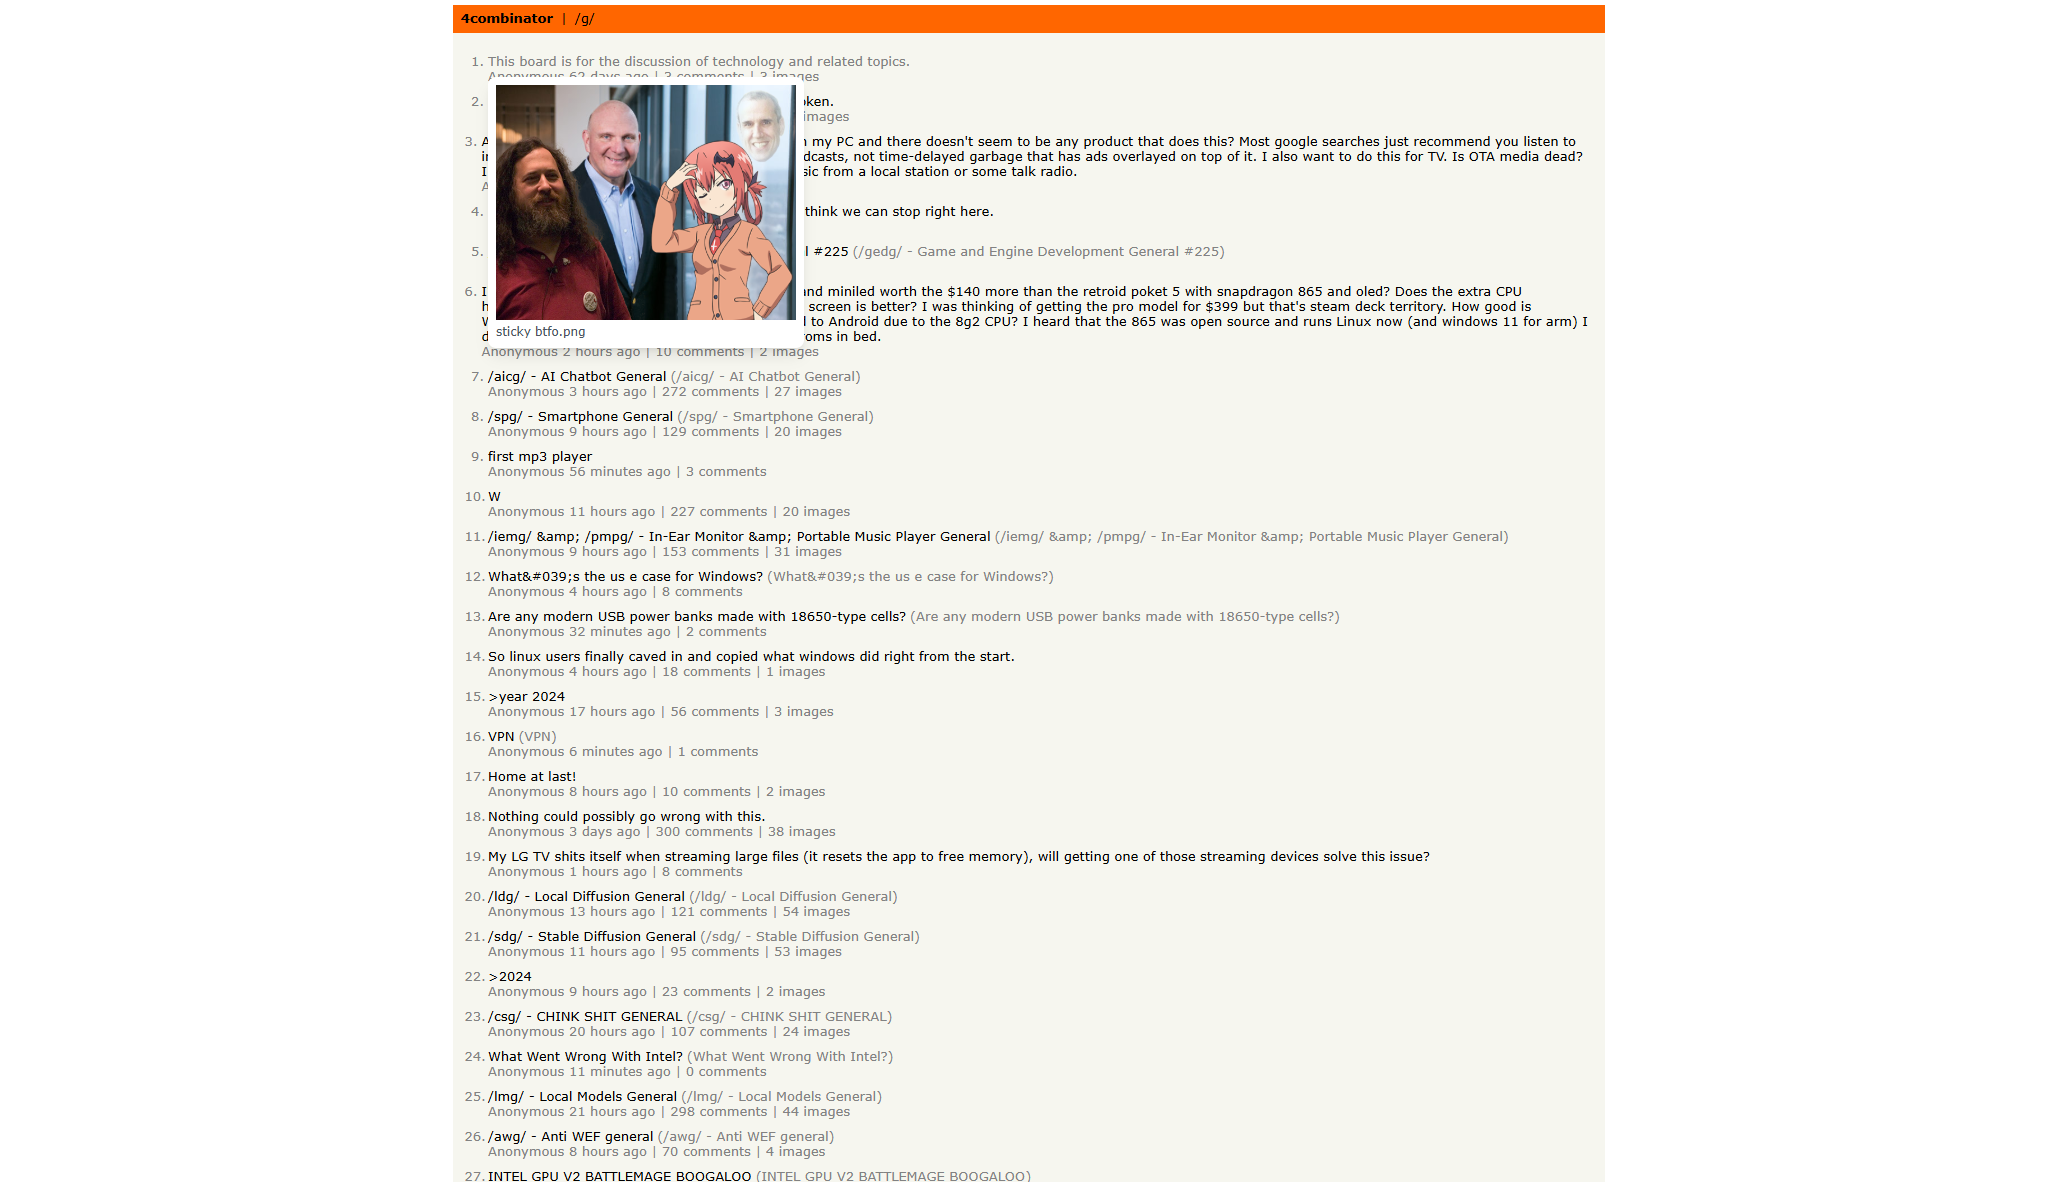 4combinator | /g/
1. This board is for the discussion of technology and related topics.
Anonymous 62 days ago | 3 comments | 3 images
2. oken.
images
3. A my PC and there doesn't seem to be any product that does this? Most google searches just recommend you listen to
dcasts, not time-delayed garbage that has ads overlayed on top of it. I also want to do this for TV. Is OTA media dead?
I sic from a local station or some talk radio.
A
4. think we can stop right here.
5. l #225 (/gedg/ - Game and Engine Development General #225)
6. I and miniled worth the $140 more than the retroid poket 5 with snapdragon 865 and oled? Does the extra CPU
h screen is better? I was thinking of getting the pro model for $399 but that's steam deck territory. How good is
W l to Android due to the 8g2 CPU? I heard that the 865 was open source and runs Linux now (and windows 11 for arm) I
d roms in bed.
sticky btfo.png
Anonymous 2 hours ago | 10 comments | 2 images
7. /aicg/ - AI Chatbot General (/aicg/ - AI Chatbot General)
Anonymous 3 hours ago | 272 comments | 27 images
8. /spg/ - Smartphone General (/spg/ - Smartphone General)
Anonymous 9 hours ago | 129 comments | 20 images
9. first mp3 player
Anonymous 56 minutes ago | 3 comments
10. W
Anonymous 11 hours ago | 227 comments | 20 images
11. /iemg/ &amp; /pmpg/ - In-Ear Monitor &amp; Portable Music Player General (/iemg/ &amp; /pmpg/ - In-Ear Monitor &amp; Portable Music Player General)
Anonymous 9 hours ago | 153 comments | 31 images
12. What&#039;s the us e case for Windows? (What&#039;s the us e case for Windows?)
Anonymous 4 hours ago | 8 comments
13. Are any modern USB power banks made with 18650-type cells? (Are any modern USB power banks made with 18650-type cells?)
Anonymous 32 minutes ago | 2 comments
14. So linux users finally caved in and copied what windows did right from the start.
Anonymous 4 hours ago | 18 comments | 1 images
15. >year 2024
Anonymous 17 hours ago | 56 comments | 3 images
16. VPN (VPN)
Anonymous 6 minutes ago | 1 comments
17. Home at last!
Anonymous 8 hours ago | 10 comments | 2 images
18. Nothing could possibly go wrong with this.
Anonymous 3 days ago | 300 comments | 38 images
19. My LG TV shits itself when streaming large files (it resets the app to free memory), will getting one of those streaming devices solve this issue?
Anonymous 1 hours ago | 8 comments
20. /ldg/ - Local Diffusion General (/ldg/ - Local Diffusion General)
Anonymous 13 hours ago | 121 comments | 54 images
21. /sdg/ - Stable Diffusion General (/sdg/ - Stable Diffusion General)
Anonymous 11 hours ago | 95 comments | 53 images
22. >2024
Anonymous 9 hours ago | 23 comments | 2 images
23. /csg/ - CHINK SHIT GENERAL (/csg/ - CHINK SHIT GENERAL)
Anonymous 20 hours ago | 107 comments | 24 images
24. What Went Wrong With Intel? (What Went Wrong With Intel?)
Anonymous 11 minutes ago | 0 comments
25. /lmg/ - Local Models General (/lmg/ - Local Models General)
Anonymous 21 hours ago | 298 comments | 44 images
26. /awg/ - Anti WEF general (/awg/ - Anti WEF general)
Anonymous 8 hours ago | 70 comments | 4 images
27. INTEL GPU V2 BATTLEMAGE BOOGALOO (INTEL GPU V2 BATTLEMAGE BOOGALOO)